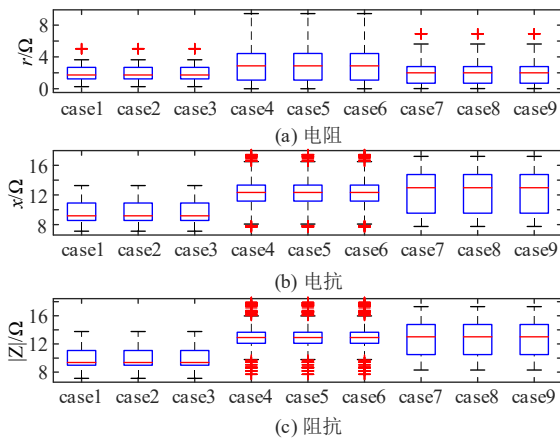 r/Ω
8
4
0
case1 case2 case3 case4 case5 case6 case7 case8 case9
(a) 电阻
x/Ω
16
12
8
case1 case2 case3 case4 case5 case6 case7 case8 case9
(b) 电抗
|Z|/Ω
16
12
8
case1 case2 case3 case4 case5 case6 case7 case8 case9
(c) 阻抗